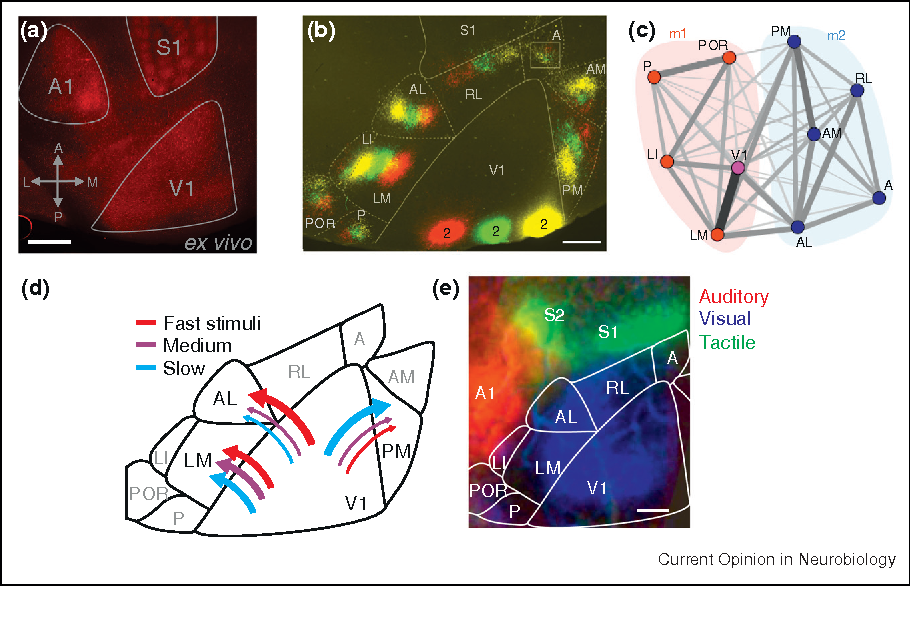 (a)
S1
A1
A
L M
P
V1
ex vivo
(b)
S1
A
AM
AL
RL
LI
V1
LM
PM
POR
P
2 2 2
(c)
m1
m2
PM
POR
P
RL
AM
LI
V1
A
LM
AL
(d)
Fast stimuli
Medium
Slow
A
RL
AM
AL
LI
LM
PM
POR
V1
P
(e)
Auditory
Visual
Tactile
S2
S1
A
RL
A1
AL
LI
LM
POR
V1
P
Current Opinion in Neurobiology